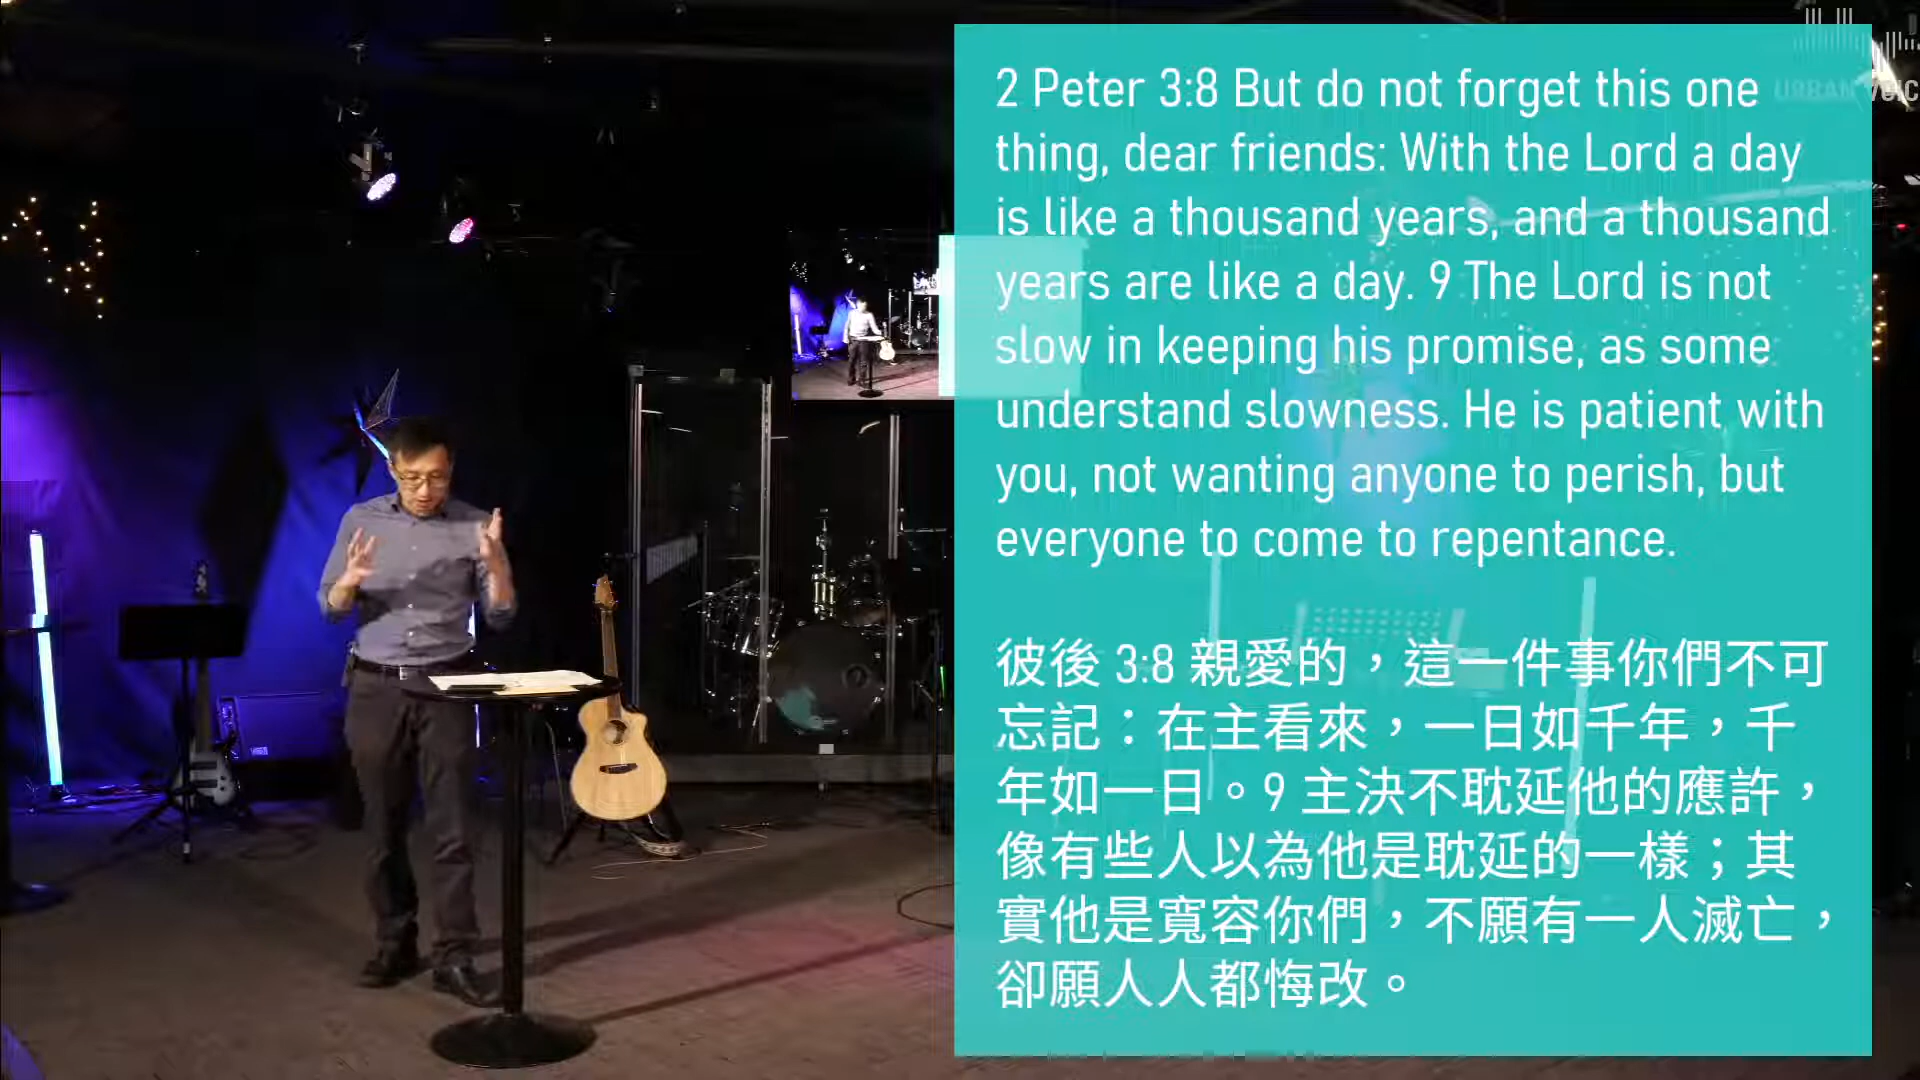 2 Peter 3:8 But do not forget this one
thing, dear friends: With the Lord a day
is like a thousand years, and a thousand
years are like a day. 9 The Lord is not
slow in keeping his promise, as some
understand slowness. He is patient with
you, not wanting anyone to perish, but
everyone to come to repentance.
彼後 3:8 親愛的，這一件事你們不可
忘記：在主看來，一日如千年，千
年如一日。9 主決不耽延他的應許，
像有些人以為他是耽延的一樣；其
實他是寬容你們，不願有一人滅亡，
卻願人人都悔改。
URBAN VOIC